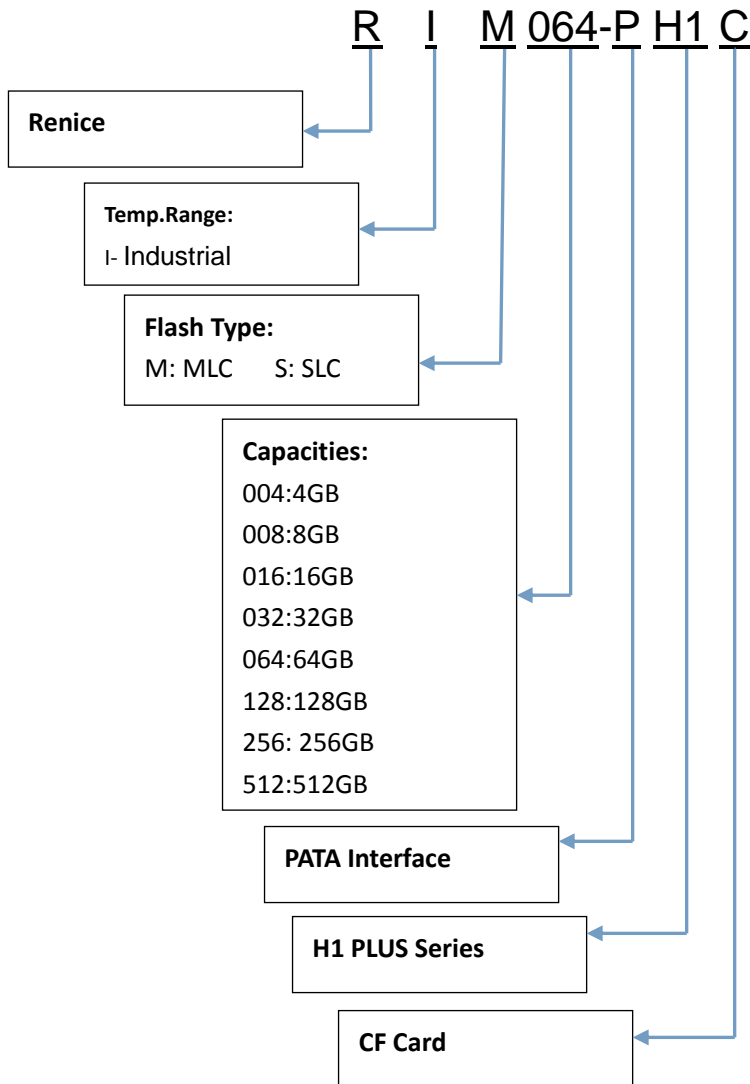 R I M 064-P H1 C
Renice
Temp.Range:
I- Industrial
Flash Type:
M: MLC S: SLC
Capacities:
004:4GB
008:8GB
016:16GB
032:32GB
064:64GB
128:128GB
256: 256GB
512:512GB
PATA Interface
H1 PLUS Series
CF Card